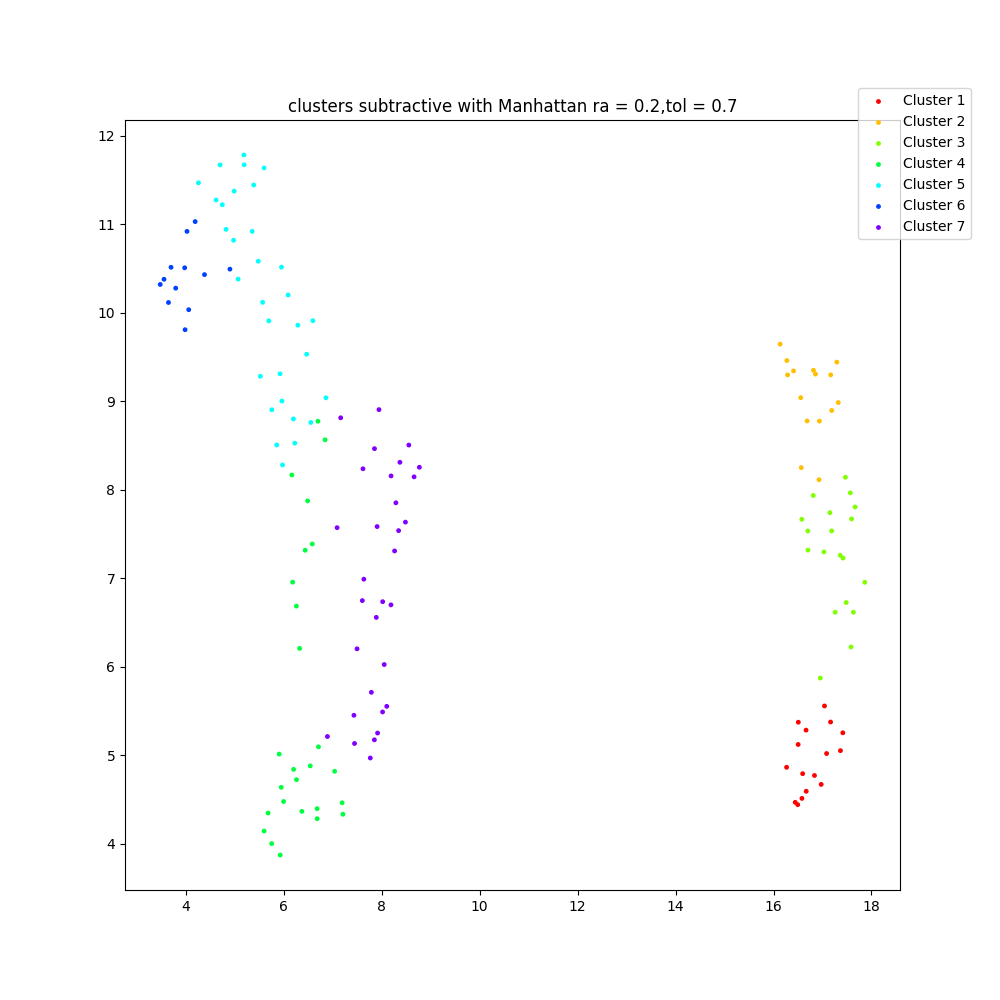 clusters subtractive with Manhattan ra = 0.2,tol = 0.7
Cluster 1
Cluster 2
Cluster 3
Cluster 4
Cluster 5
Cluster 6
Cluster 7
12
11
10
9
8
7
6
5
4
4 6 8 10 12 14 16 18